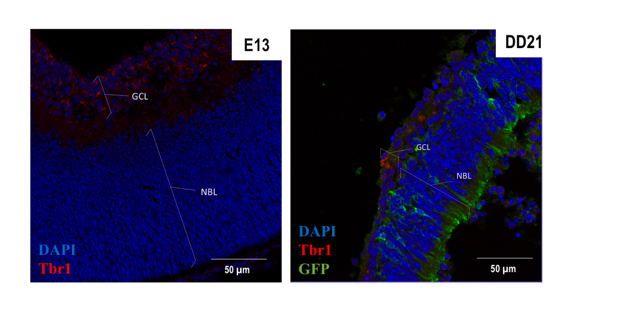 E13
GCL
NBL
DAPI
Tbr1
50 µm
DD21
GCL
NBL
DAPI
Tbr1
GFP
50 µm